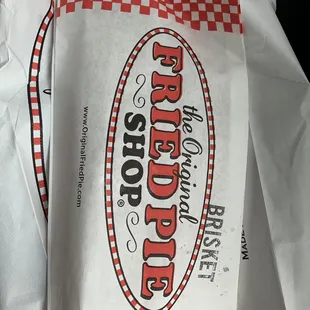 the Original
FRIED PIE
SHOP®
BRISKET
www.OriginalFriedPie.com